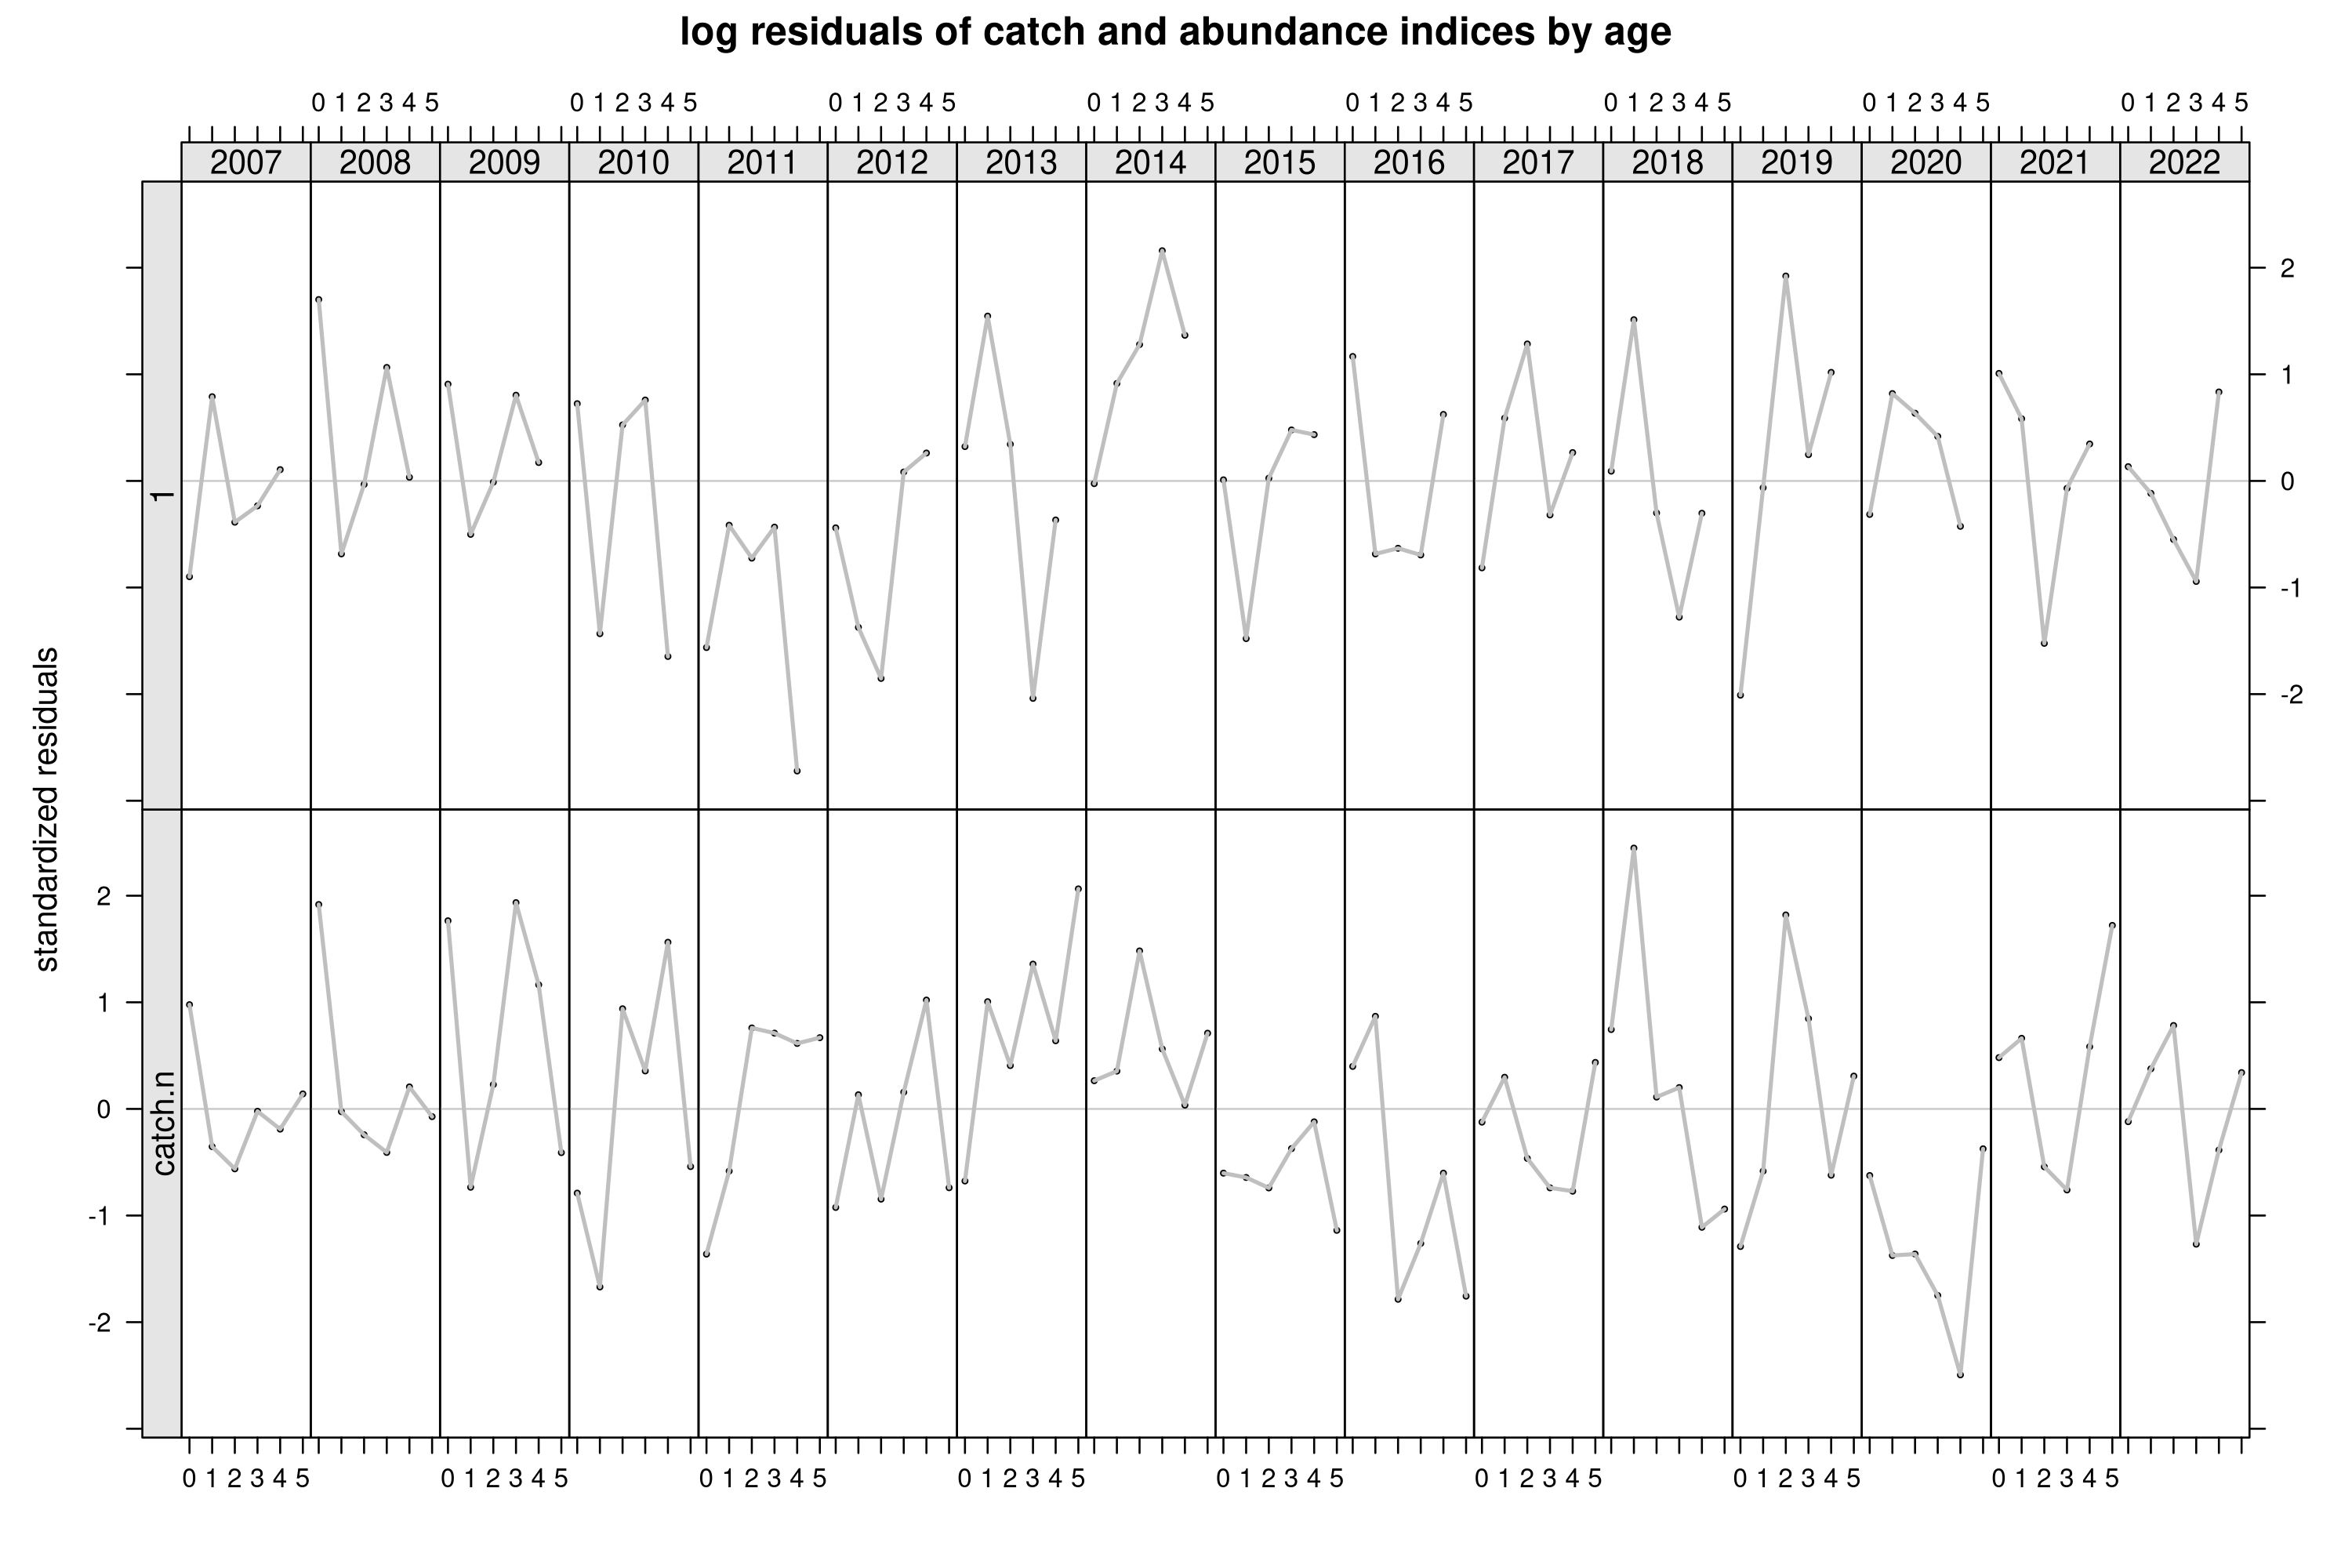 log residuals of catch and abundance indices by age
0 1 2 3 4 5 0 1 2 3 4 5 0 1 2 3 4 5 0 1 2 3 4 5 0 1 2 3 4 5 0 1 2 3 4 5 0 1 2 3 4 5 0 1 2 3 4 5
2007 2008 2009 2010 2011 2012 2013 2014 2015 2016 2017 2018 2019 2020 2021 2022
standardized residuals
1
2
1
0
-1
-2
catch.n
2
1
0
-1
-2
0 1 2 3 4 5 0 1 2 3 4 5 0 1 2 3 4 5 0 1 2 3 4 5 0 1 2 3 4 5 0 1 2 3 4 5 0 1 2 3 4 5 0 1 2 3 4 5